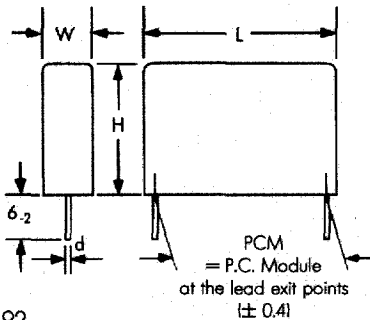 W
L
H
6-2
d
PCM
= P.C. Module
at the lead exit points
(± 0.4)